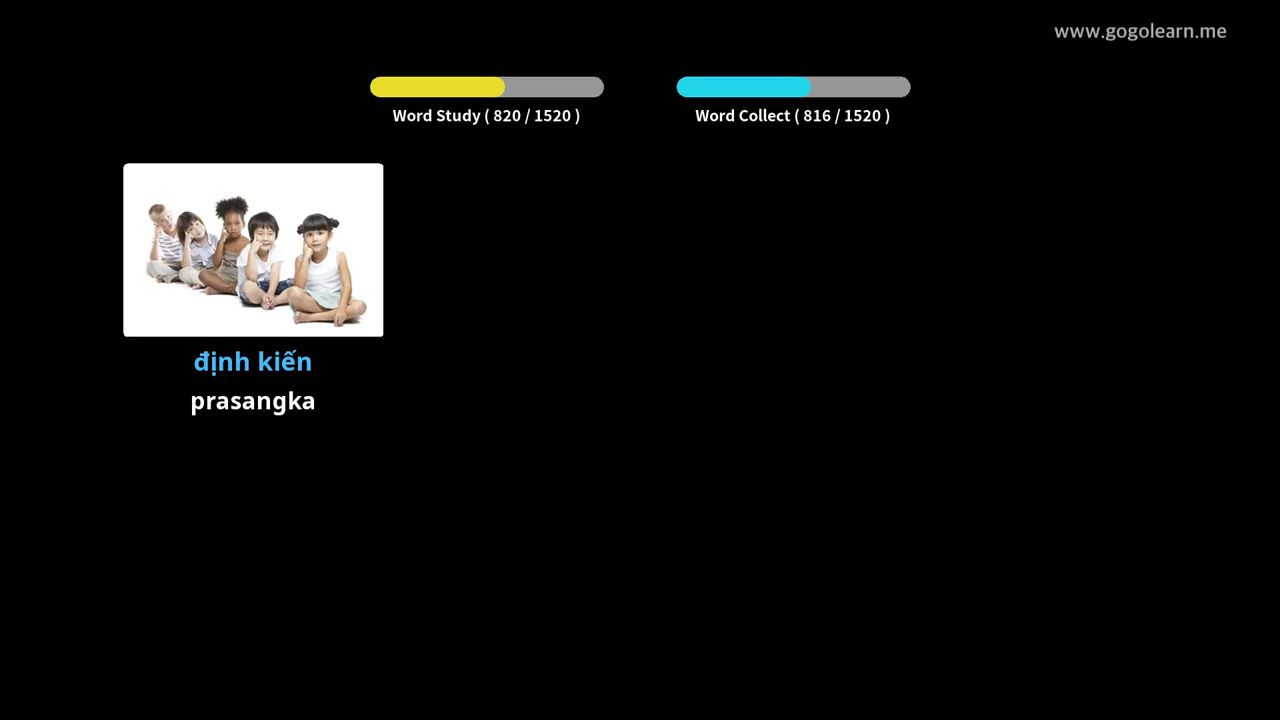 www.gogolearn.me
Word Study ( 820 / 1520 )
Word Collect ( 816 / 1520 )
định kiến
prasangka